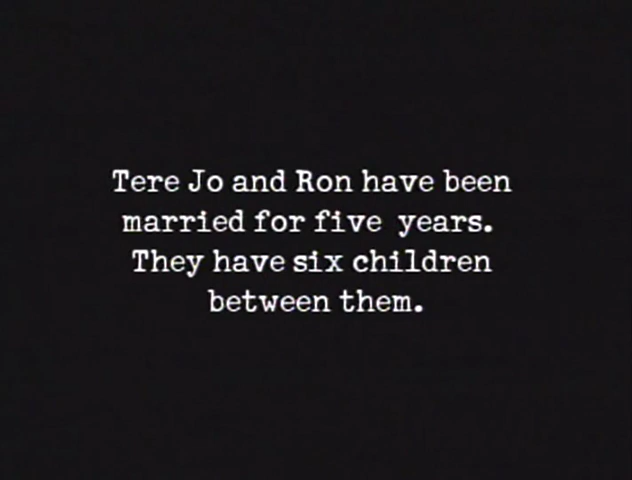 Tere Jo and Ron have been
married for five  years.
They have six children
between them.